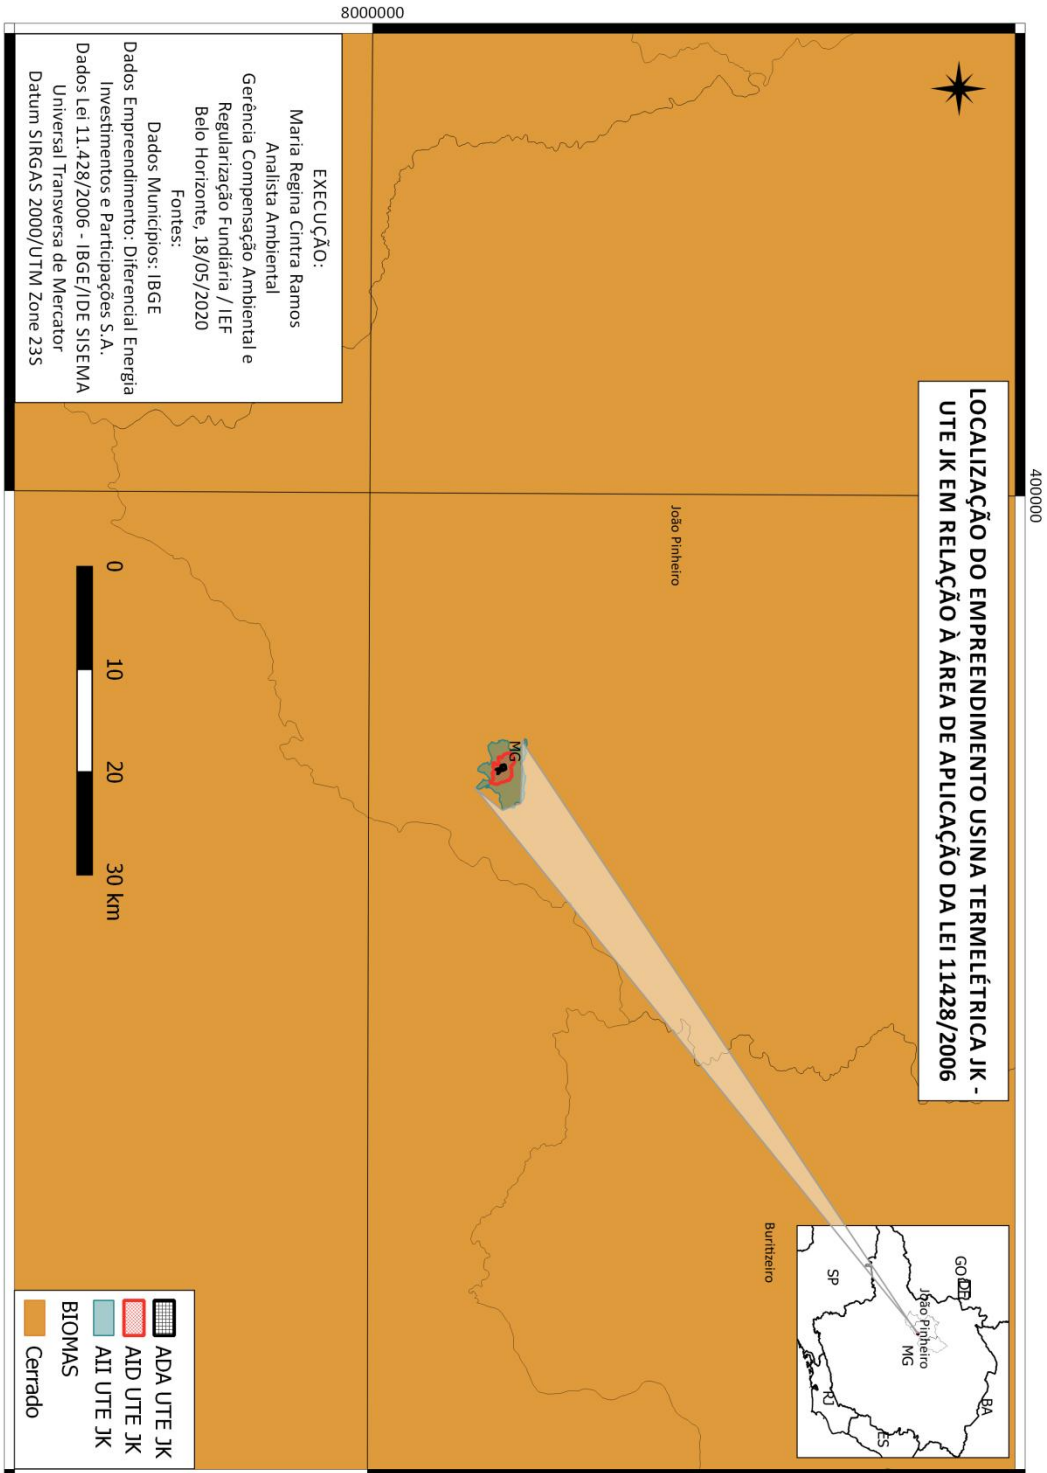 LOCALIZAÇÃO DO EMPREENDIMENTO USINA TERMELÉTRICA JK -
UTE JK EM RELAÇÃO À ÁREA DE APLICAÇÃO DA LEI 11428/2006
400000
8000000
João Pinheiro
Buritizeiro
MG
GO
DF
BA
João Pinheiro
MG
SP
RJ
ES
EXECUÇÃO:
Maria Regina Cintra Ramos
Analista Ambiental
Gerência Compensação Ambiental e
Regularização Fundiária / IEF
Belo Horizonte, 18/05/2020
Fontes:
Dados Municípios: IBGE
Dados Empreendimento: Diferencial Energia
Investimentos e Participações S.A.
Dados Lei 11.428/2006 - IBGE/IDE SISEMA
Universal Transversa de Mercator
Datum SIRGAS 2000/UTM Zone 23S
0 10 20 30 km
ADA UTE JK
AID UTE JK
AII UTE JK
BIOMAS
Cerrado